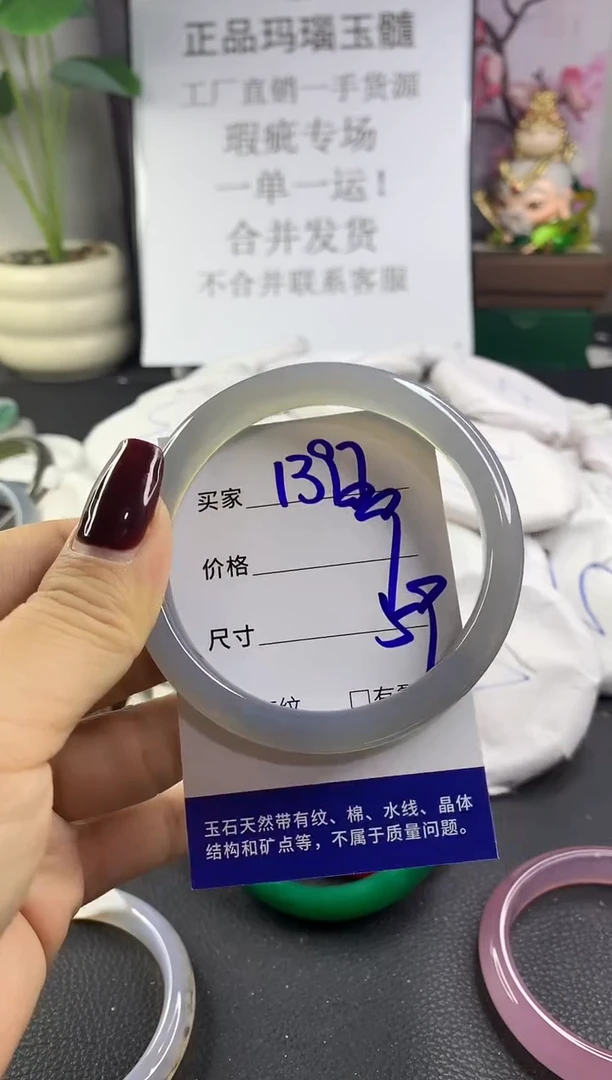 正品玛瑙玉髓
工厂直销一手货源
瑕疵专场
一单一运！
合并发货
不合并联系客服
买家
价格
尺寸
纹 □有
玉石天然带有纹、棉、水线、晶体
结构和矿点等，不属于质量问题。